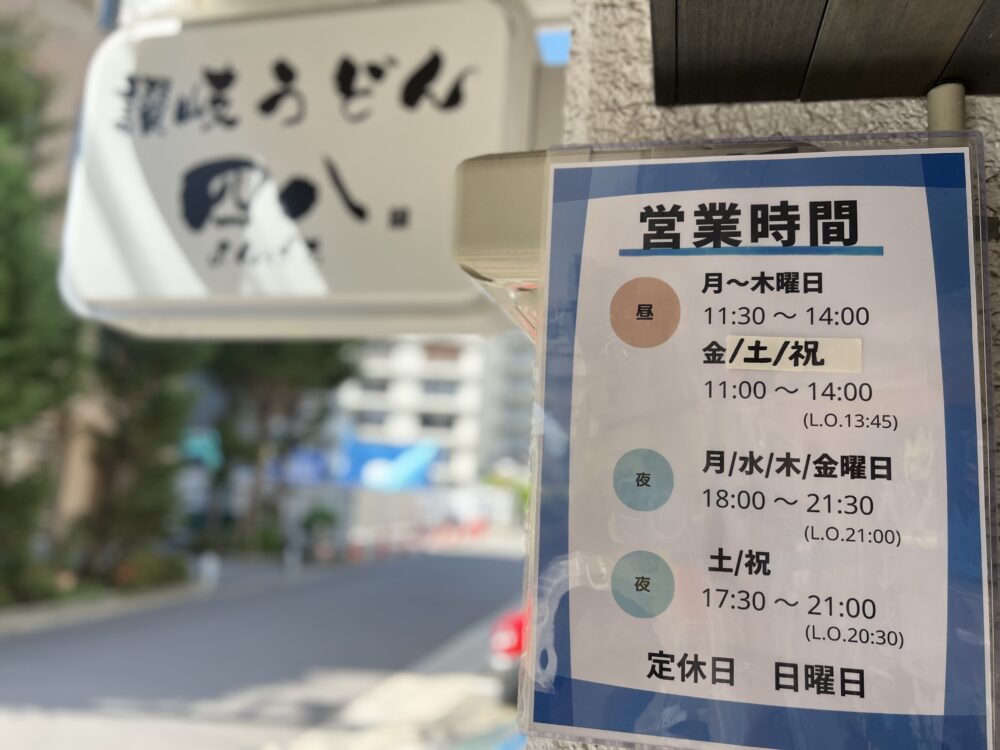 讃岐うどん
四八
営業時間
昼
月～木曜日
11:30 ～ 14:00
金/土/祝
11:00 ～ 14:00
(L.O.13:45)
夜
月/水/木/金曜日
18:00 ～ 21:30
(L.O.21:00)
夜
土/祝
17:30 ～ 21:00
(L.O.20:30)
定休日　日曜日